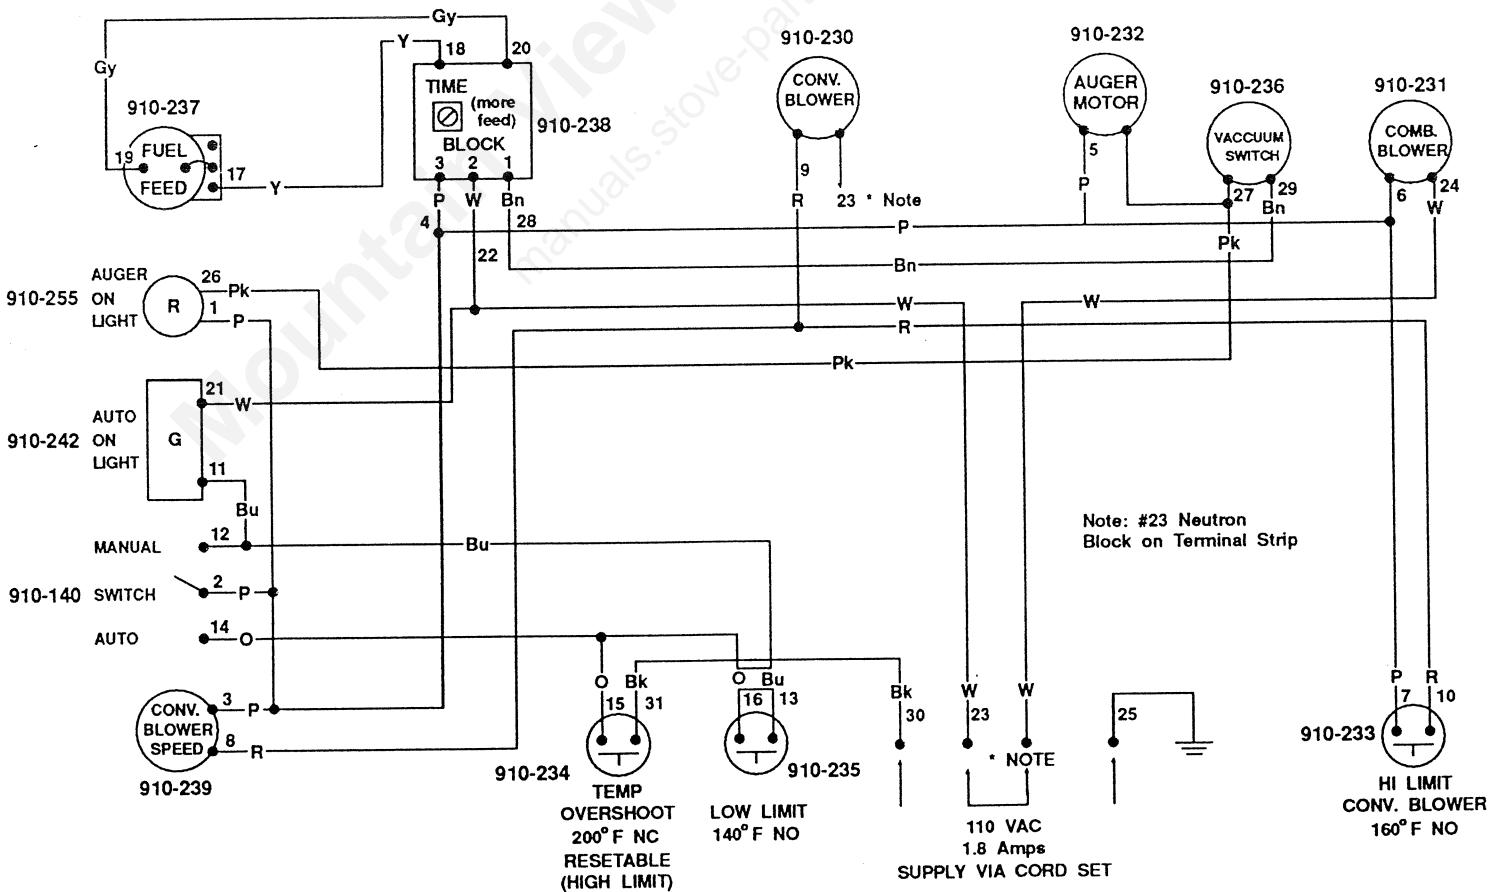 Gy
Y
18
20
Gy
910-237
TIME
(more
feed)
BLOCK
910-238
3 2 1
19
FUEL
FEED
17
Y
P W Bn
4
28
22
910-230
CONV.
BLOWER
9
R
23 * Note
910-232
AUGER
MOTOR
5
P
910-236
VACCUUM
SWITCH
27
29
Bn
Pk
910-231
COMB.
BLOWER
6
24
W
P
Bn
W
W
R
Pk
910-255
AUGER
ON
LIGHT
R
26
Pk
1
P
910-242
AUTO
ON
LIGHT
G
21
W
11
Bu
MANUAL
12
Bu
910-140
SWITCH
2
P
AUTO
14
O
CONV.
BLOWER
SPEED
3
P
8
R
910-239
O
Bk
15
31
910-234
TEMP
OVERSHOOT
200°F NC
RESETABLE
(HIGH LIMIT)
O
Bu
16
13
910-235
LOW LIMIT
140°F NO
Bk
30
W
23
W
* NOTE
25
110 VAC
1.8 Amps
SUPPLY VIA CORD SET
Note: #23 Neutron
Block on Terminal Strip
P
R
7
10
910-233
HI LIMIT
CONV. BLOWER
160°F NO
Mountain View
manuals.stove-par